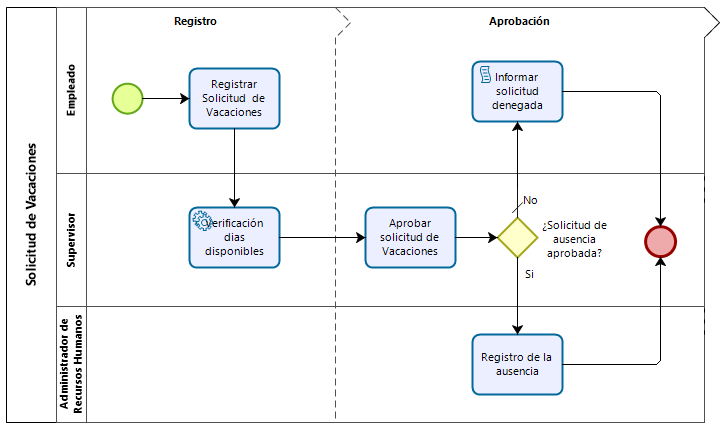 Registro
Aprobación
Solicitud de Vacaciones
Empleado
Registrar
Solicitud de
Vacaciones
Informar
solicitud
denegada
Supervisor
Verificación
dias
disponibles
Aprobar
solicitud de
Vacaciones
No
¿Solicitud de
ausencia
aprobada?
Si
Administrador de
Recursos Humanos
Registro de la
ausencia